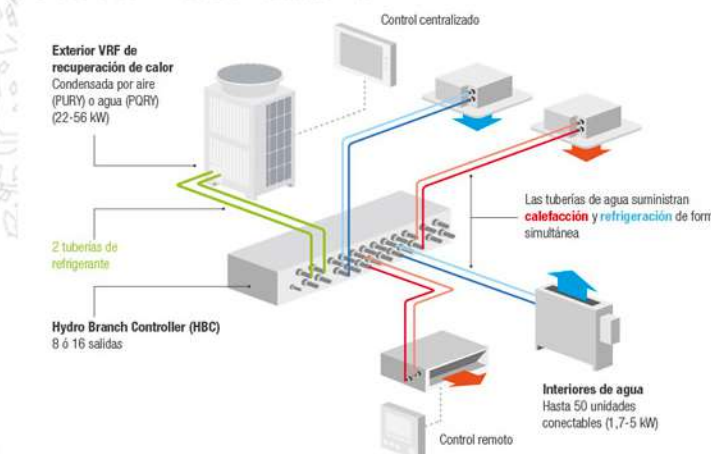 Control centralizado
Exterior VRF de
recuperación de calor
Condensada por aire
(PURY) o agua (PQRY)
(22-56 kW)
Las tuberías de agua suministran
calefacción y refrigeración de form
simultánea
2 tuberías de
refrigerante
Hydro Branch Controller (HBC)
8 ó 16 salidas
Interiores de agua
Hasta 50 unidades
conectables (1,7-5 kW)
Control remoto